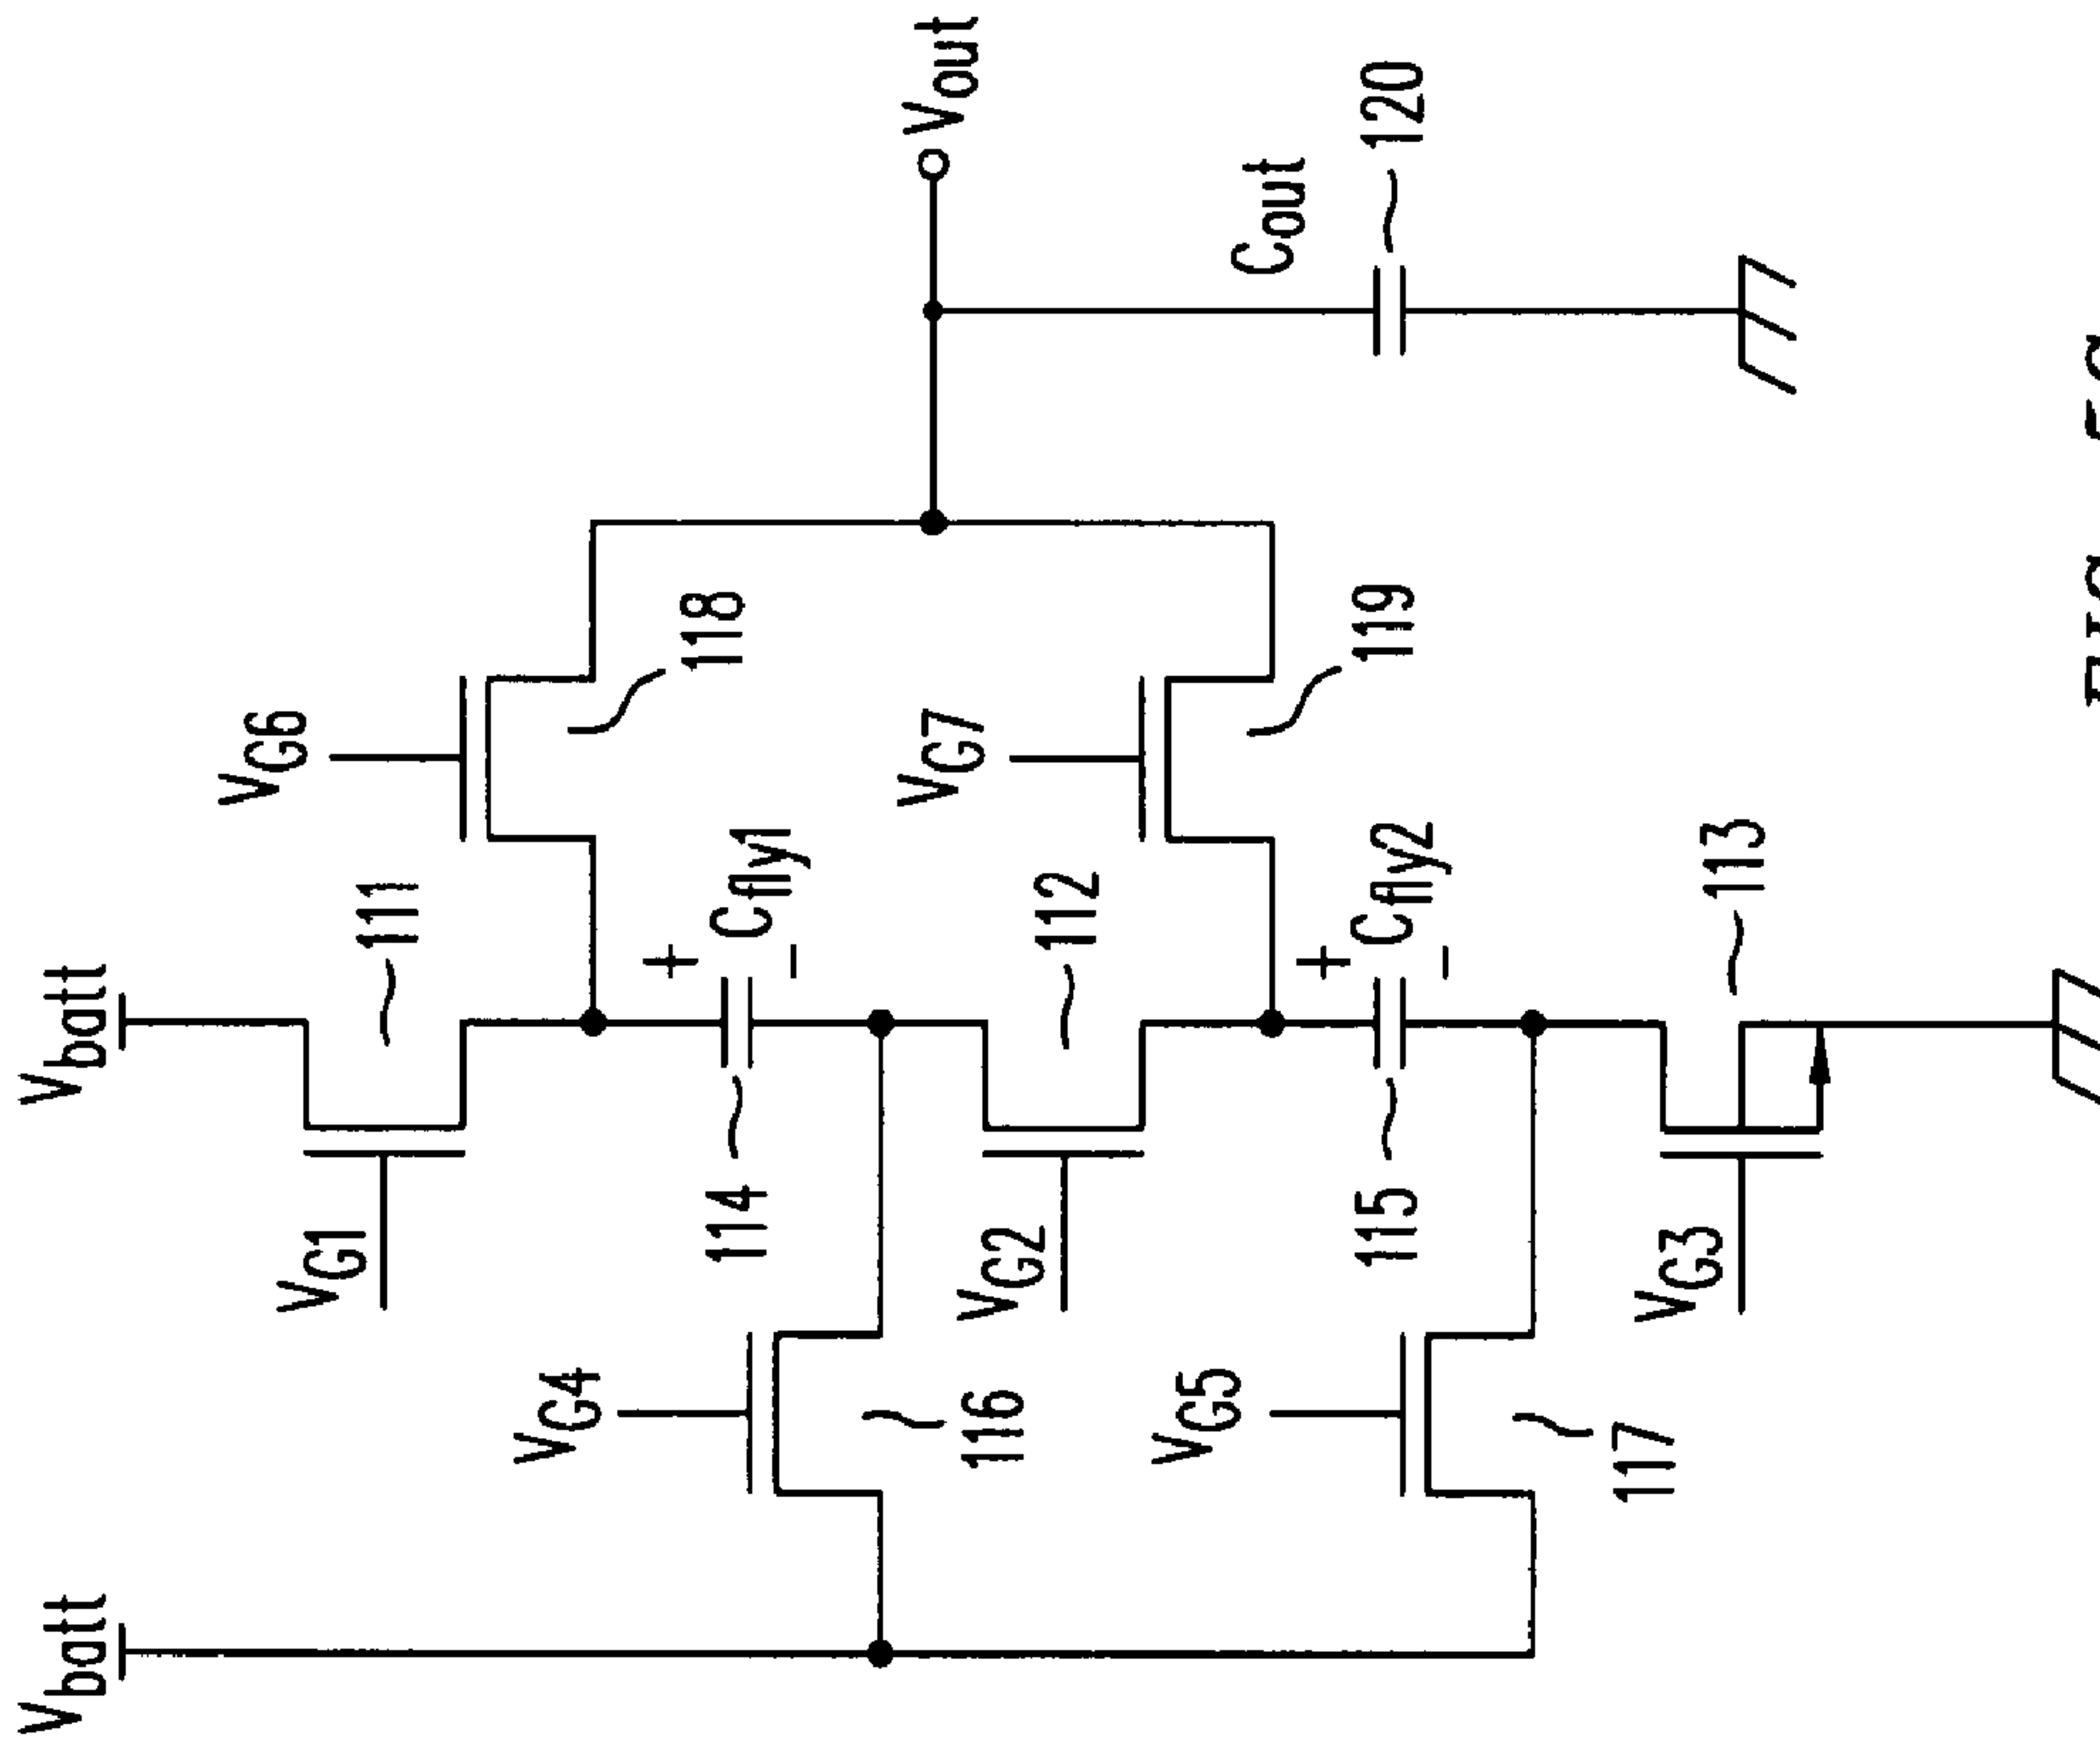 Vbatt
Vbatt
VG1
111
VG6
118
Cfly1
+
-
114
VG4
116
VG2
112
VG7
119
Vout
Cfly2
+
-
115
VG5
117
VG3
113
Cout
120